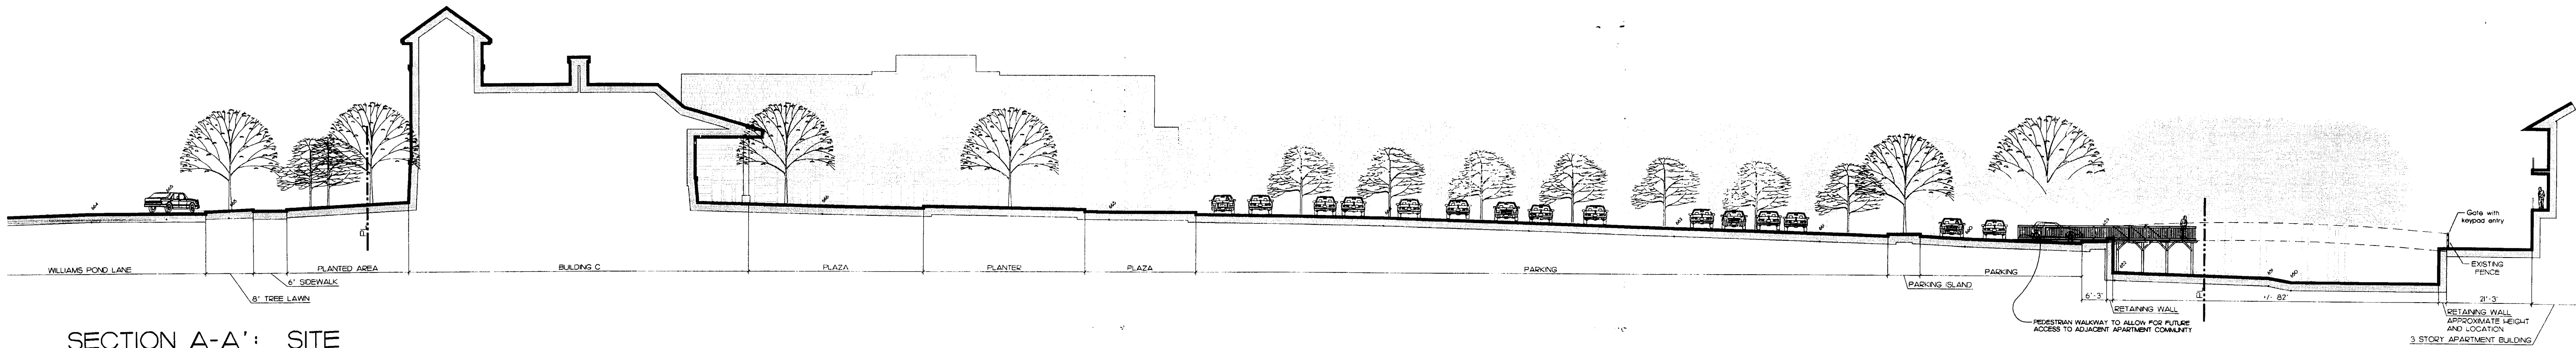 Gate with
keypad entry
EXISTING
FENCE
WILLIAMS POND LANE
PLANTED AREA
BUILDING C
PLAZA
PLANTER
PLAZA
PARKING
PARKING
6' SIDEWALK
8' TREE LAWN
PARKING ISLAND
6'-3"
+/- 82'
21'-3"
RETAINING WALL
RETAINING WALL
APPROXIMATE HEIGHT
AND LOCATION
PEDESTRIAN WALKWAY TO ALLOW FOR FUTURE
ACCESS TO ADJACENT APARTMENT COMMUNITY
3 STORY APARTMENT BUILDING
SECTION A-A': SITE